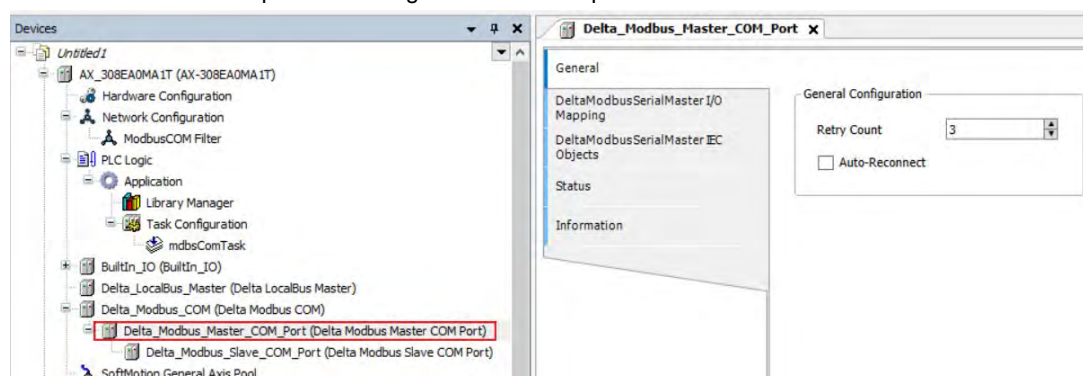 Devices
Untitled1
AX_308EA0MA1T (AX-308EA0MA1T)
Hardware Configuration
Network Configuration
ModbusCOM Filter
PLC Logic
Application
Library Manager
Task Configuration
mdbsComTask
BuiltIn_IO (BuiltIn_IO)
Delta_LocalBus_Master (Delta LocalBus Master)
Delta_Modbus_COM (Delta Modbus COM)
Delta_Modbus_Master_COM_Port (Delta Modbus Master COM Port)
Delta_Modbus_Slave_COM_Port (Delta Modbus Slave COM Port)
SoftMotion General Axis Pool
Delta_Modbus_Master_COM_Port
General
DeltaModbusSerialMaster I/O
Mapping
DeltaModbusSerialMaster IEC
Objects
Status
Information
General Configuration
Retry Count 3
Auto-Reconnect